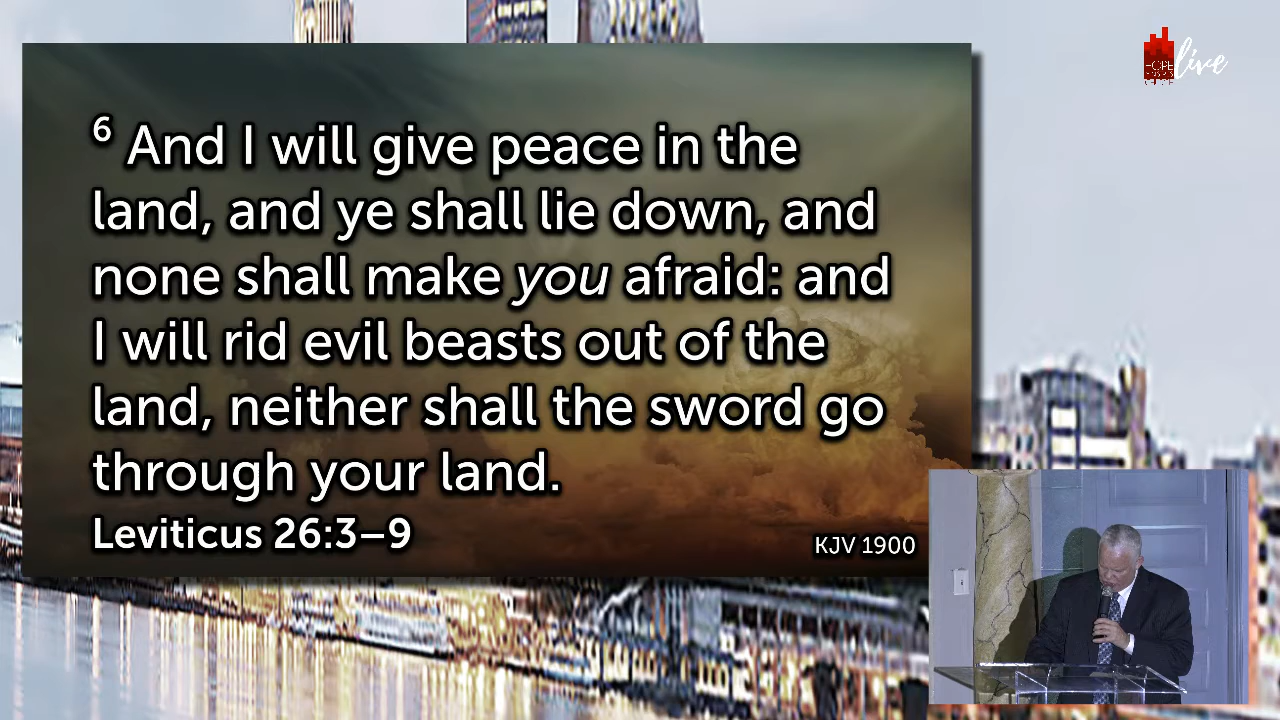 6 And I will give peace in the
land, and ye shall lie down, and
none shall make you afraid: and
I will rid evil beasts out of the
land, neither shall the sword go
through your land.
Leviticus 26:3–9
KJV 1900
HOPE
live